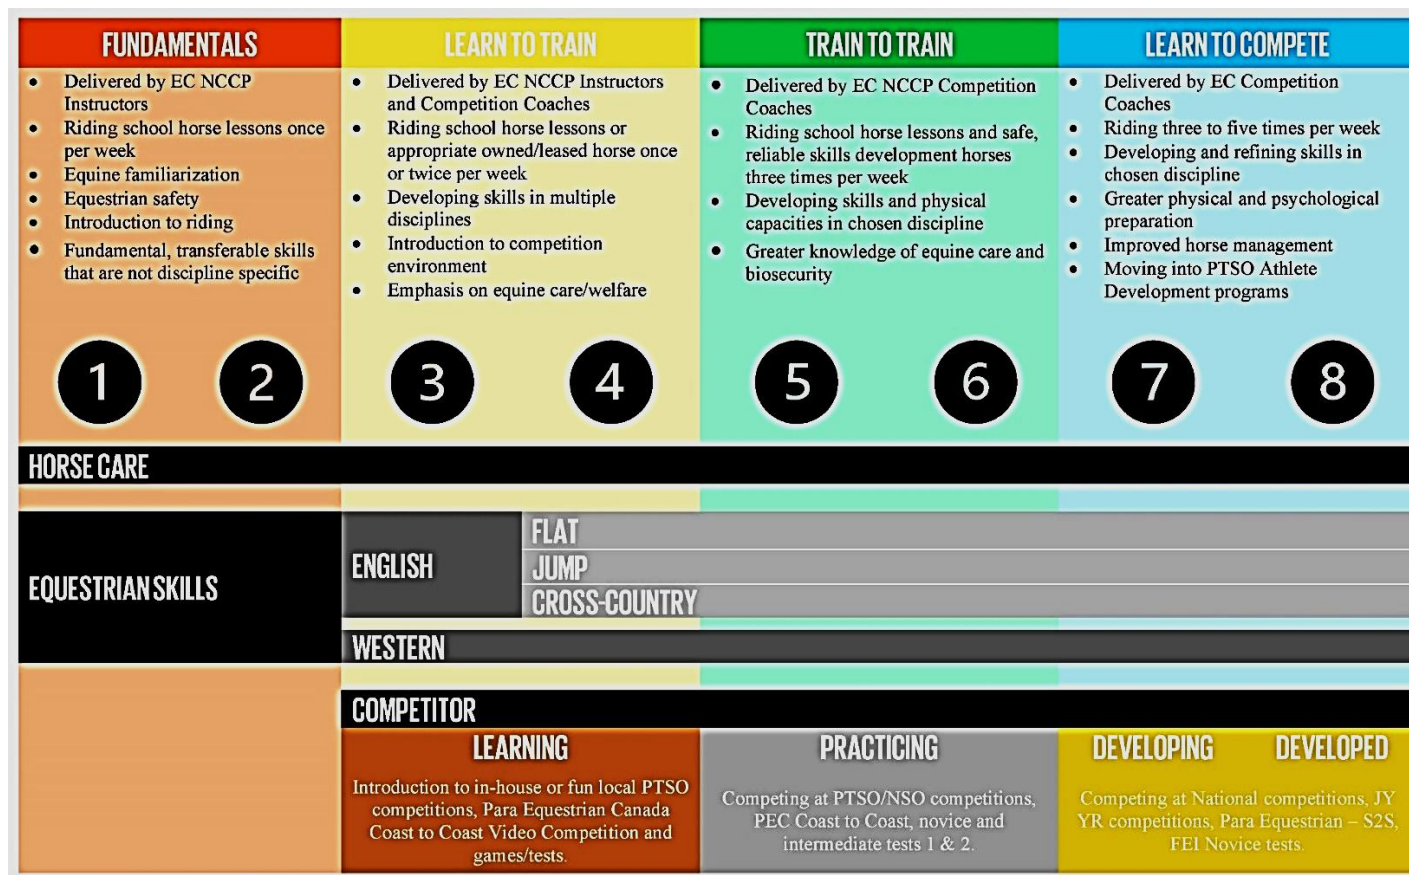 FUNDAMENTALS
• Delivered by EC NCCP
Instructors
• Riding school horse lessons once
per week
• Equine familiarization
• Equestrian safety
• Introduction to riding
• Fundamental, transferable skills
that are not discipline specific
1 2
LEARN TO TRAIN
• Delivered by EC NCCP Instructors
and Competition Coaches
• Riding school horse lessons or
appropriate owned/leased horse once
or twice per week
• Developing skills in multiple
disciplines
• Introduction to competition
environment
• Emphasis on equine care/welfare
3 4
TRAIN TO TRAIN
• Delivered by EC NCCP Competition
Coaches
• Riding school horse lessons and safe,
reliable skills development horses
three times per week
• Developing skills and physical
capacities in chosen discipline
• Greater knowledge of equine care and
biosecurity
5 6
LEARN TO COMPETE
• Delivered by EC Competition
Coaches
• Riding three to five times per week
• Developing and refining skills in
chosen discipline
• Greater physical and psychological
preparation
• Improved horse management
• Moving into PTSO Athlete
Development programs
7 8
HORSE CARE
EQUESTRIAN SKILLS
ENGLISH
FLAT
JUMP
CROSS-COUNTRY
WESTERN
COMPETITOR
LEARNING
Introduction to in-house or fun local PTSO
competitions, Para Equestrian Canada
Coast to Coast Video Competition and
games/tests.
PRACTICING
Competing at PTSO/NSO competitions,
PEC Coast to Coast, novice and
intermediate tests 1 & 2.
DEVELOPING DEVELOPED
Competing at National competitions, JY
YR competitions, Para Equestrian – S2S,
FEI Novice tests.